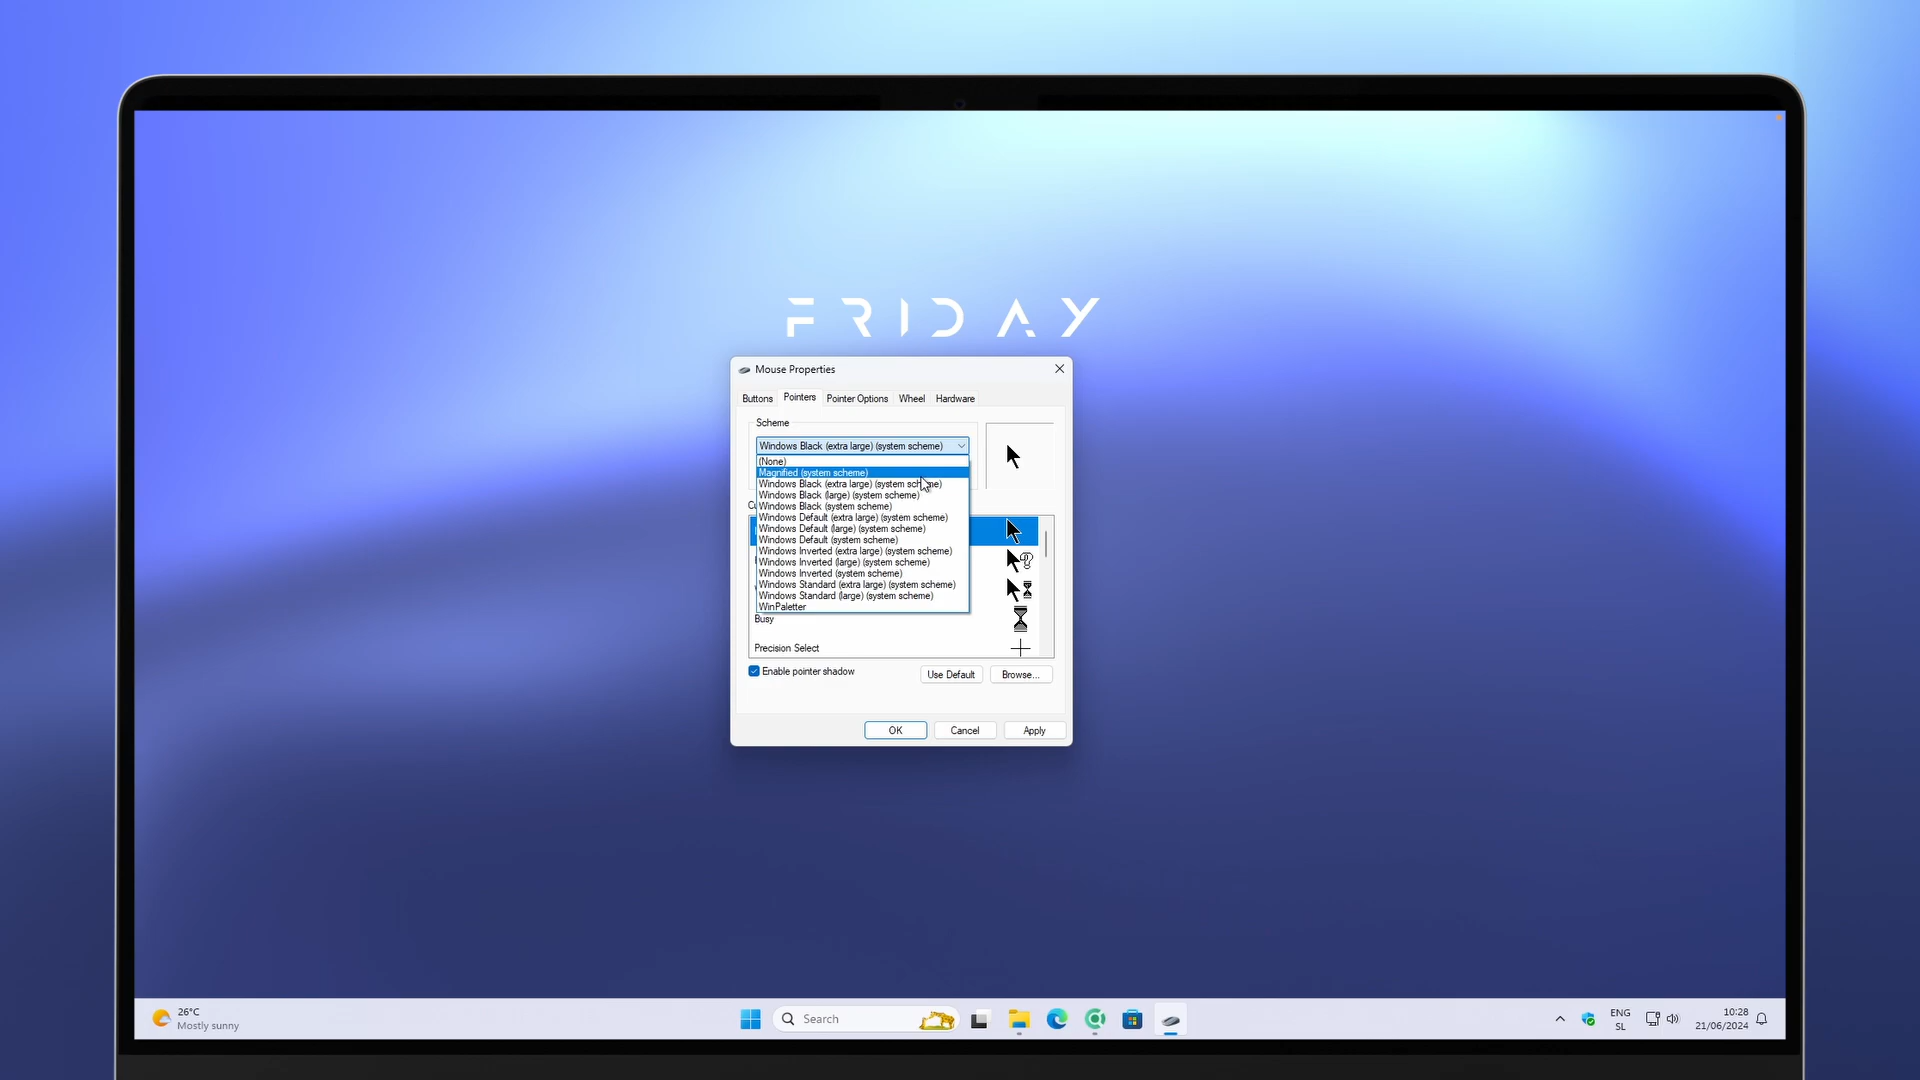 FRIDAY
Mouse Properties
Buttons Pointers Pointer Options Wheel Hardware
Scheme
Windows Black (extra large) (system scheme)
(None)
Magnified (system scheme)
Windows Black (extra large) (system scheme)
Windows Black (large) (system scheme)
Windows Black (system scheme)
Windows Default (extra large) (system scheme)
Windows Default (large) (system scheme)
Windows Default (system scheme)
Windows Inverted (extra large) (system scheme)
Windows Inverted (large) (system scheme)
Windows Inverted (system scheme)
Windows Standard (extra large) (system scheme)
Windows Standard (large) (system scheme)
WinPaletter
Busy
Precision Select
Enable pointer shadow
Use Default Browse...
OK Cancel Apply
26°C
Mostly sunny
Search
ENG
SL
10:28
21/06/2024